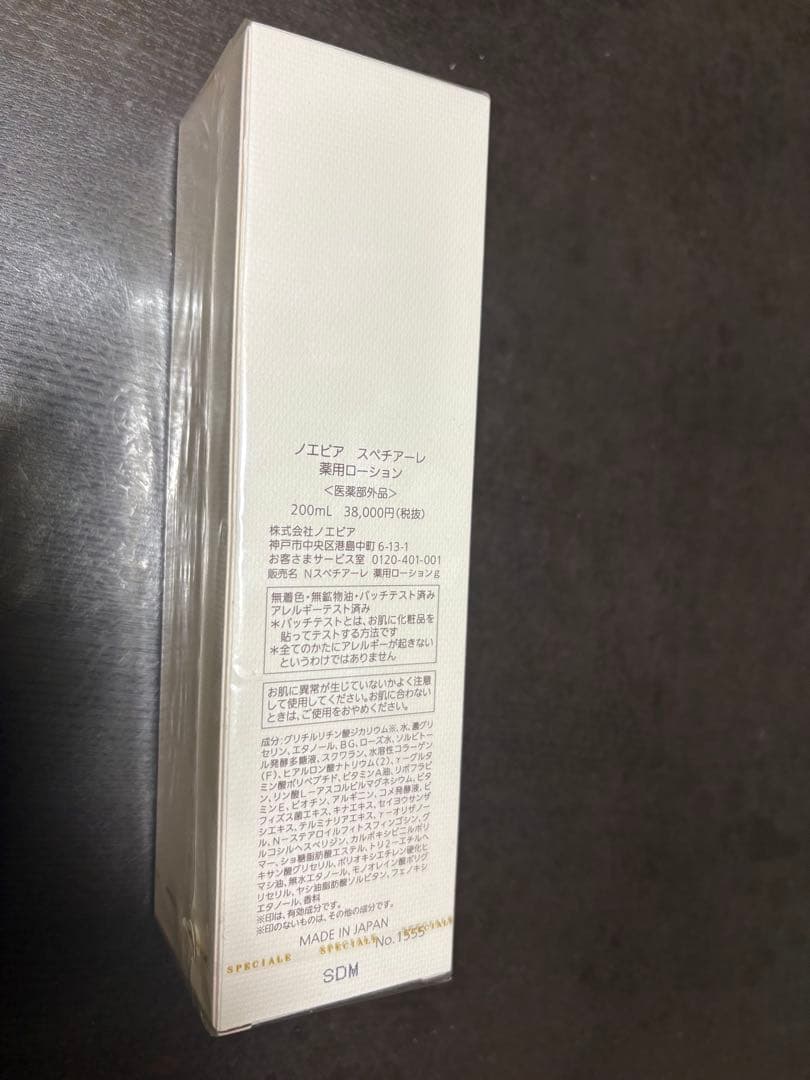 ノエビア　スペチアーレ
薬用ローション
＜医薬部外品＞
200mL　38,000円(税抜)
株式会社ノエビア
神戸市中央区港島中町6-13-1
お客さまサービス室　0120-401-001
販売名　Nスペチアーレ　薬用ローションg
無着色・無鉱物油・パッチテスト済み
アレルギーテスト済み
＊パッチテストとは、お肌に化粧品を
貼ってテストする方法です
＊全てのかたにアレルギーが起きない
というわけではありません
お肌に異常が生じていないかよく注意
して使用してください。お肌に合わない
ときは、ご使用をおやめください。
成分：グリチルリチン酸ジカリウム※、水、濃グリ
セリン、エタノール、BG、ローズ水、ソルビトー
ル発酵多糖液、スクワラン、水溶性コラーゲン
(F)、ヒアルロン酸ナトリウム(2)、γーグルタ
ミン酸ポリペプチド、ビタミンA油、リボフラビ
ン、リン酸Lーアスコルビルマグネシウム、ビタ
ミンE、ビオチン、アルギニン、コメ発酵液、ビ
フィズス菌エキス、キナエキス、セイヨウサンザ
シエキス、テルミナリアエキス、γーオリザノー
ル、Nーステアロイルフィトスフィンゴシン、グ
ルコシルヘスペリジン、カルボキシビニルポリ
マー、ショ糖脂肪酸エステル、トリ2ーエチルヘ
キサン酸グリセリル、ポリオキシエチレン硬化ヒ
マシ油、無水エタノール、モノオレイン酸ポリグ
リセリル、ヤシ油脂肪酸ソルビタン、フェノキシ
エタノール、香料
※印は、有効成分です。
※印のないものは、その他の成分です。
MADE IN JAPAN
No.1555
SPECIALE SPECIALE SPECIALE
SDM